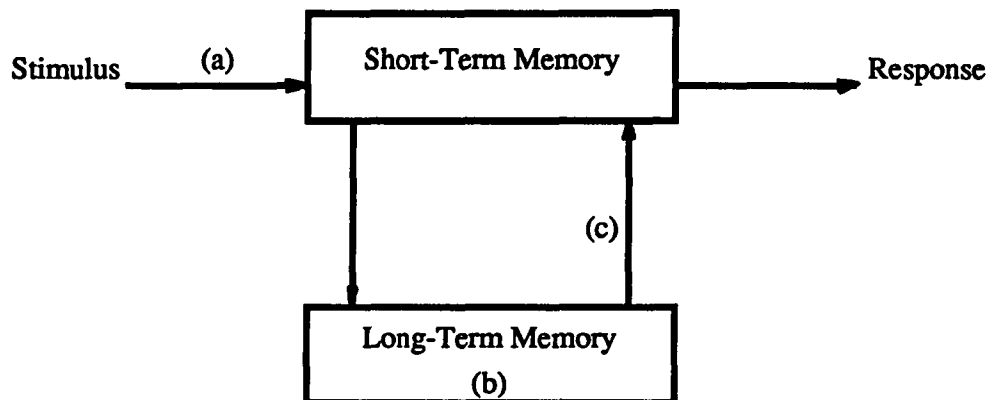 (a)
Short-Term Memory
Stimulus
Response
(c)
Long-Term Memory
(b)